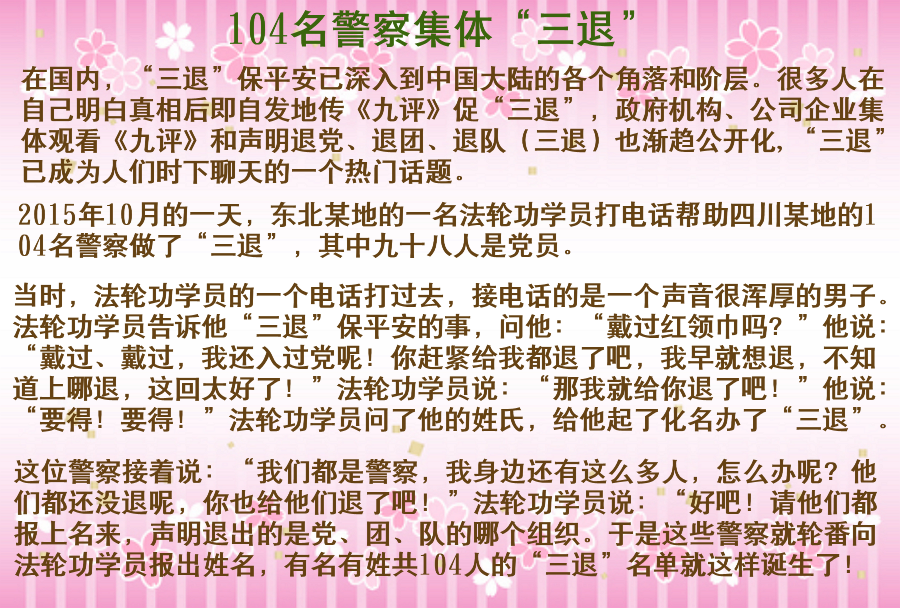 104名警察集体“三退”
在国内，“三退”保平安已深入到中国大陆的各个角落和阶层。很多人在
自己明白真相后即自发地传《九评》促“三退”，政府机构、公司企业集
体观看《九评》和声明退党、退团、退队（三退）也渐趋公开化,“三退”
已成为人们时下聊天的一个热门话题。
2015年10月的一天，东北某地的一名法轮功学员打电话帮助四川某地的1
04名警察做了“三退”，其中九十八人是党员。
当时，法轮功学员的一个电话打过去，接电话的是一个声音很浑厚的男子。
法轮功学员告诉他“三退”保平安的事，问他：“戴过红领巾吗？”他说：
“戴过、戴过，我还入过党呢！你赶紧给我都退了吧，我早就想退，不知
道上哪退，这回太好了！”法轮功学员说：“那我就给你退了吧！”他说：
“要得！要得！”法轮功学员问了他的姓氏，给他起了化名办了“三退”。
这位警察接着说：“我们都是警察，我身边还有这么多人，怎么办呢？他
们都还没退呢，你也给他们退了吧！”法轮功学员说：“好吧！请他们都
报上名来，声明退出的是党、团、队的哪个组织。于是这些警察就轮番向
法轮功学员报出姓名，有名有姓共104人的“三退”名单就这样诞生了！